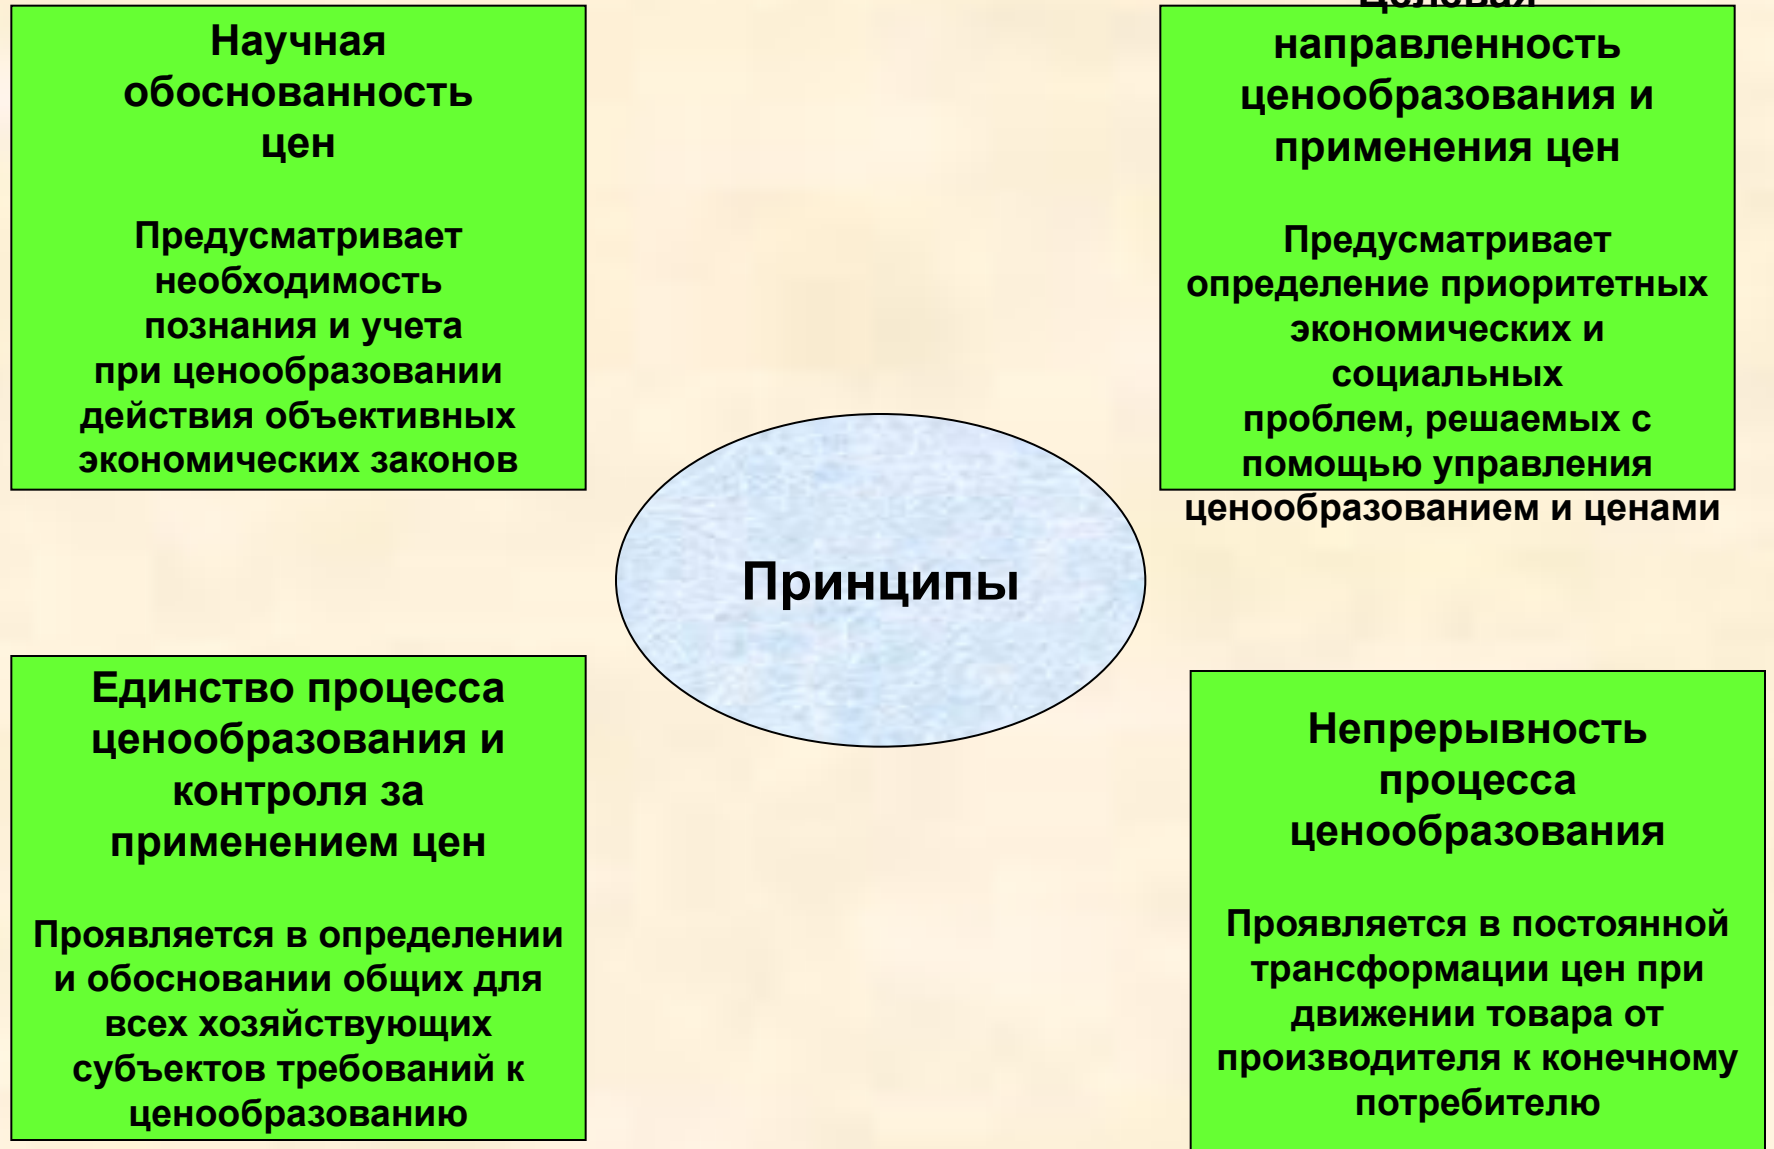 Научная
обоснованность
цен
Предусматривает
необходимость
познания и учета
при ценообразовании
действия объективных
экономических законов
Целевая
направленность
ценообразования и
применения цен
Предусматривает
определение приоритетных
экономических и
социальных
проблем, решаемых с
помощью управления
ценообразованием и ценами
Принципы
Единство процесса
ценообразования и
контроля за
применением цен
Проявляется в определении
и обосновании общих для
всех хозяйствующих
субъектов требований к
ценообразованию
Непрерывность
процесса
ценообразования
Проявляется в постоянной
трансформации цен при
движении товара от
производителя к конечному
потребителю